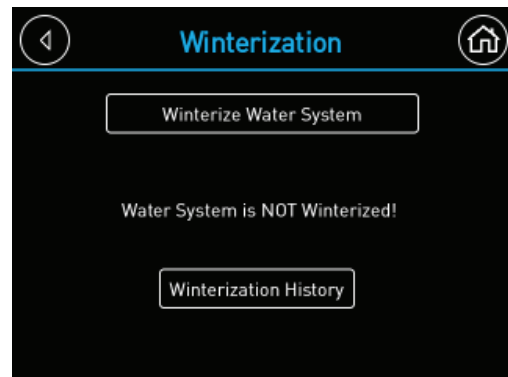 Winterization
Winterize Water System
Water System is NOT Winterized!
Winterization History